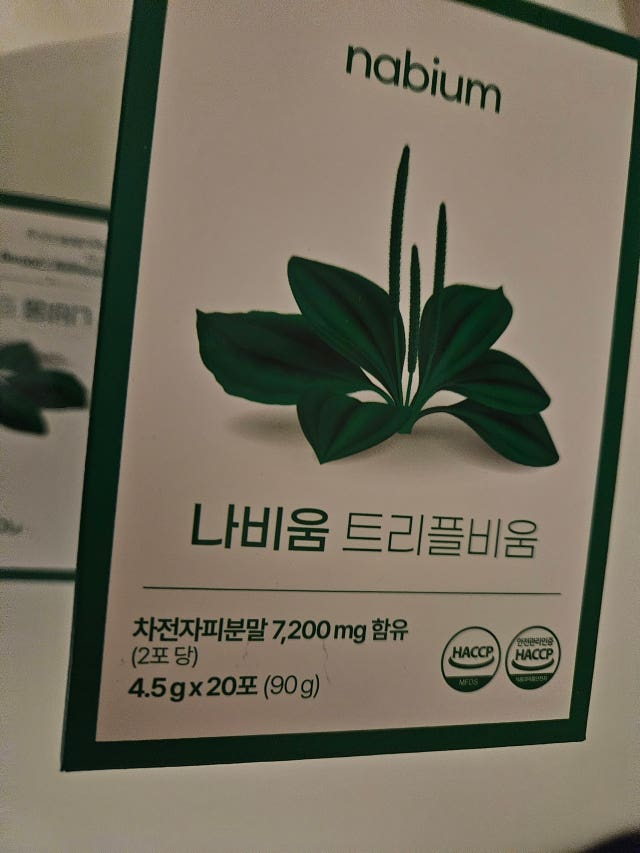 nabium
나비움 트리플비움
차전자피분말 7,200 mg 함유
(2포 당)
4.5 g x 20포 (90 g)
HACCP
MFDS
안전관리인증
HACCP